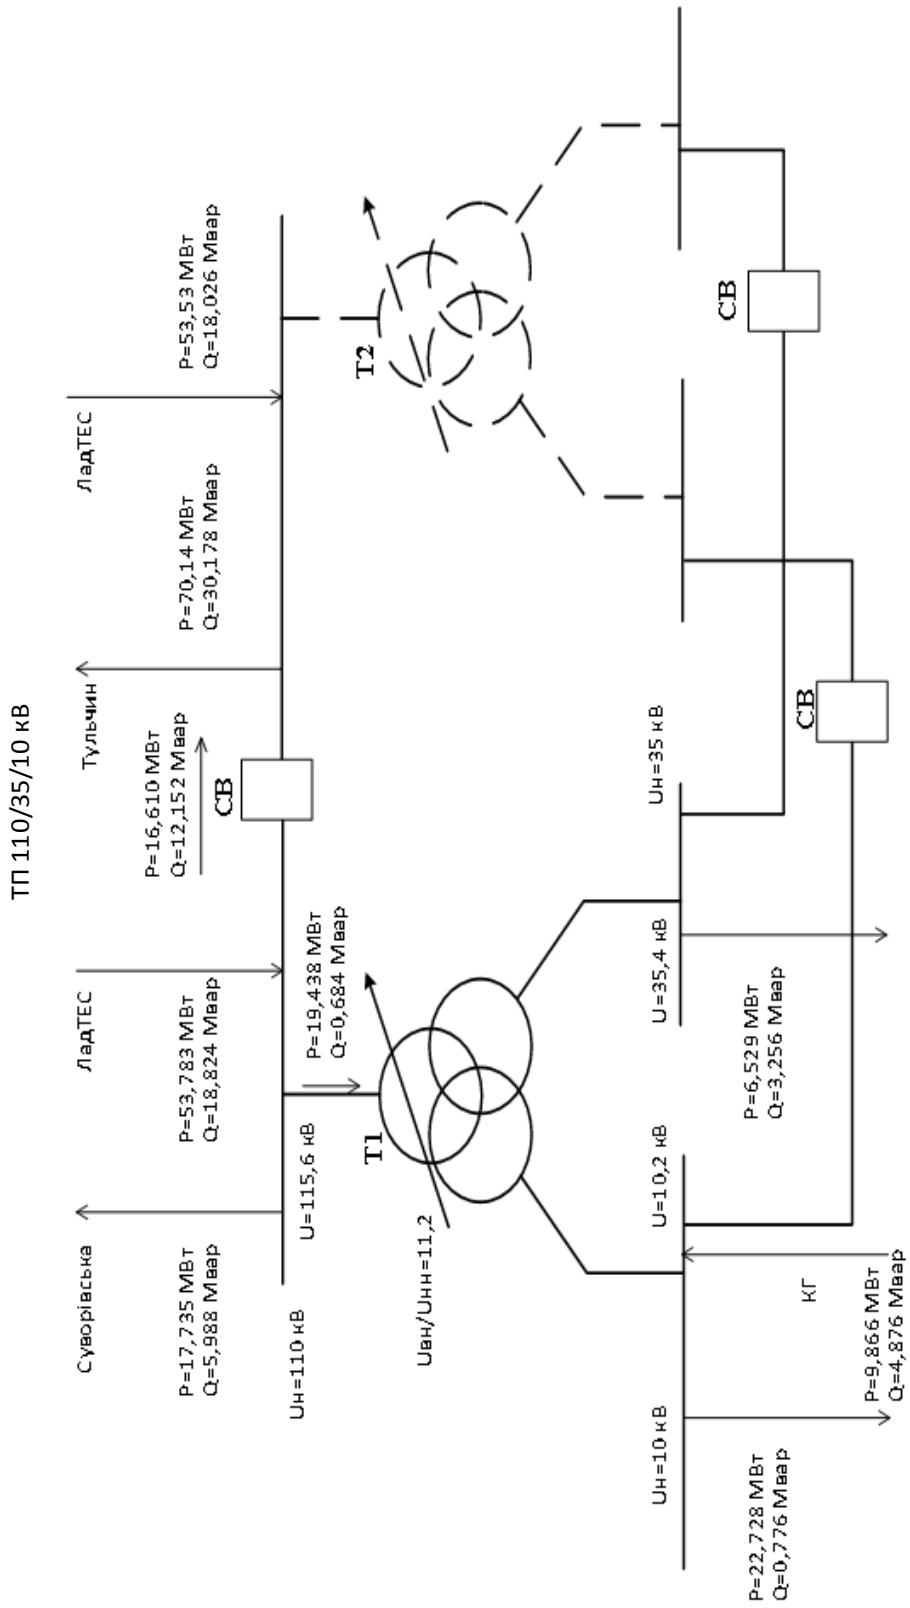 ТП 110/35/10 кВ
Суворівська
P=17,735 МВт
Q=5,988 Мвар
ЛадТЕС
P=53,783 МВт
Q=18,824 Мвар
P=16,610 МВт
Q=12,152 Мвар
СВ
Тульчин
P=70,14 МВт
Q=30,178 Мвар
ЛадТЕС
P=53,53 МВт
Q=18,026 Мвар
Uн=110 кВ
U=115,6 кВ
P=19,438 МВт
Q=0,684 Мвар
T1
T2
Uвн/Uнн=11,2
Uн=10 кВ
U=10,2 кВ
U=35,4 кВ
Uн=35 кВ
СВ
СВ
P=22,728 МВт
Q=0,776 Мвар
КГ
P=9,866 МВт
Q=4,876 Мвар
P=6,529 МВт
Q=3,256 Мвар